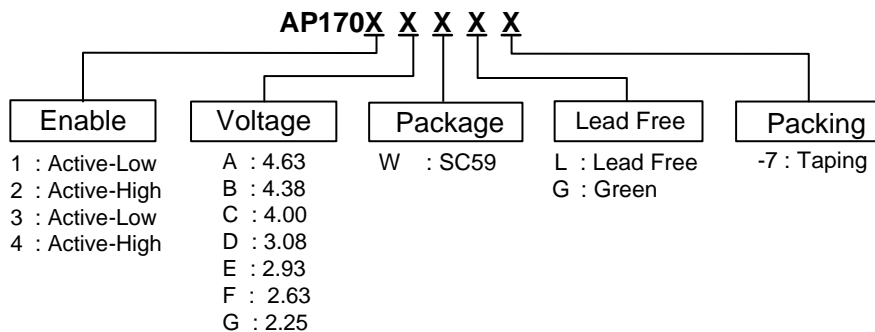 AP170X X X X X
Enable
1 : Active-Low
2 : Active-High
3 : Active-Low
4 : Active-High
Voltage
A : 4.63
B : 4.38
C : 4.00
D : 3.08
E : 2.93
F : 2.63
G : 2.25
Package
W : SC59
Lead Free
L : Lead Free
G : Green
Packing
-7 : Taping